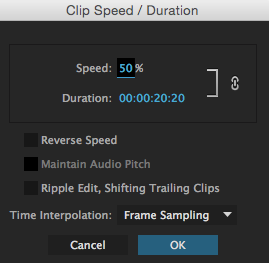 Clip Speed / Duration
Speed: 50 %
Duration: 00:00:20:20
Reverse Speed
Maintain Audio Pitch
Ripple Edit, Shifting Trailing Clips
Time Interpolation: Frame Sampling
Cancel OK